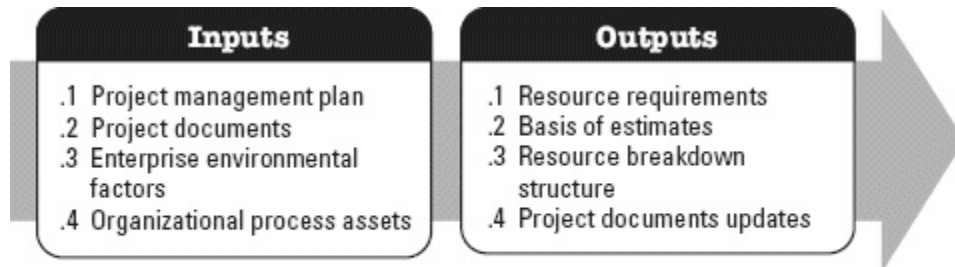 Inputs
.1 Project management plan
.2 Project documents
.3 Enterprise environmental
factors
.4 Organizational process assets
Outputs
.1 Resource requirements
.2 Basis of estimates
.3 Resource breakdown
structure
.4 Project documents updates